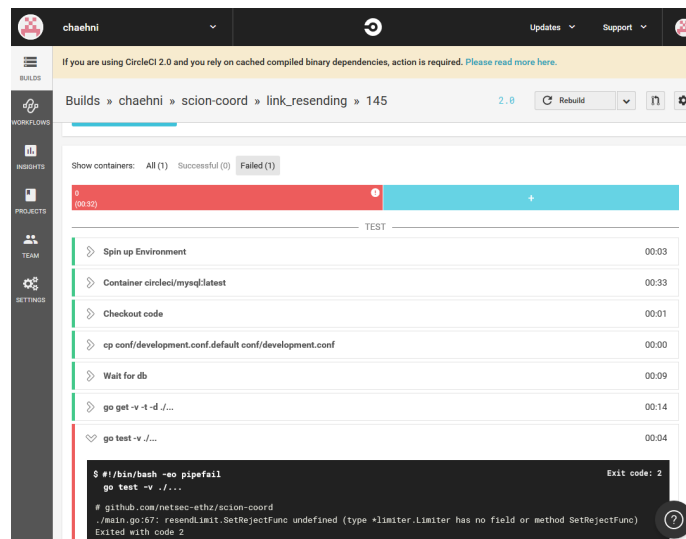 chaehni
Updates
Support
BUILDS
If you are using CircleCI 2.0 and you rely on cached compiled binary dependencies, action is required. Please read more here.
WORKFLOWS
Builds » chaehni » scion-coord » link_resending » 145
2.0
Rebuild
INSIGHTS
Show containers: All (1) Successful (0) Failed (1)
PROJECTS
0
(00:32)
!
+
TEST
TEAM
Spin up Environment 00:03
SETTINGS
Container circleci/mysql:latest 00:33
Checkout code 00:01
cp conf/development.conf.default conf/development.conf 00:00
Wait for db 00:09
go get -v -t -d ./... 00:14
go test -v ./... 00:04
$ #!/bin/bash -eo pipefail
Exit code: 2
go test -v ./...
# github.com/netsec-ethz/scion-coord
./main.go:67: resendLimit.SetRejectFunc undefined (type *limiter.Limiter has no field or method SetRejectFunc)
Exited with code 2
?